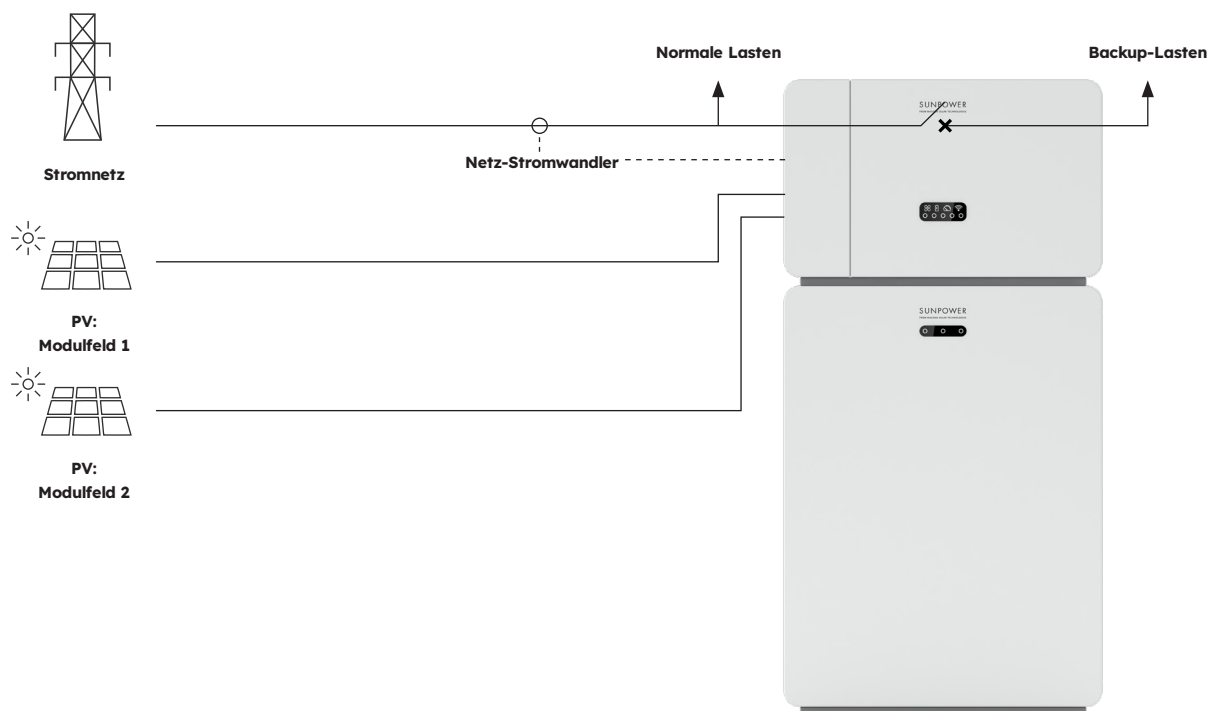 Normale Lasten
Backup-Lasten
SUNPOWER
Stromnetz
Netz-Stromwandler
PV:
Modulfeld 1
SUNPOWER
PV:
Modulfeld 2